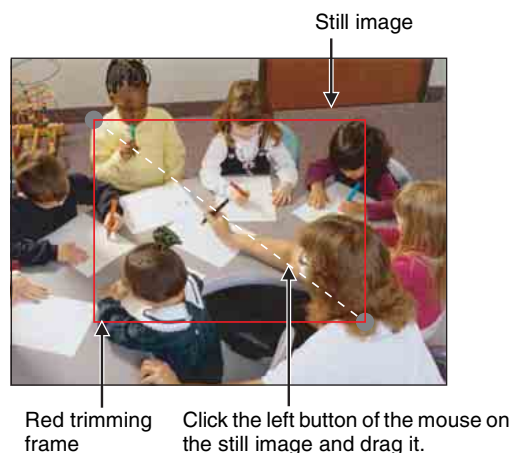 Still image
Red trimming
frame
Click the left button of the mouse on
the still image and drag it.